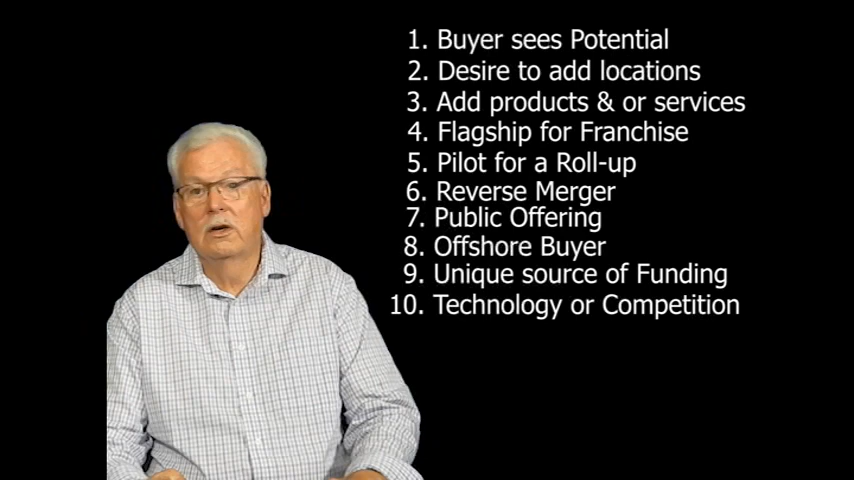 1. Buyer sees Potential
2. Desire to add locations
3. Add products & or services
4. Flagship for Franchise
5. Pilot for a Roll-up
6. Reverse Merger
7. Public Offering
8. Offshore Buyer
9. Unique source of Funding
10. Technology or Competition